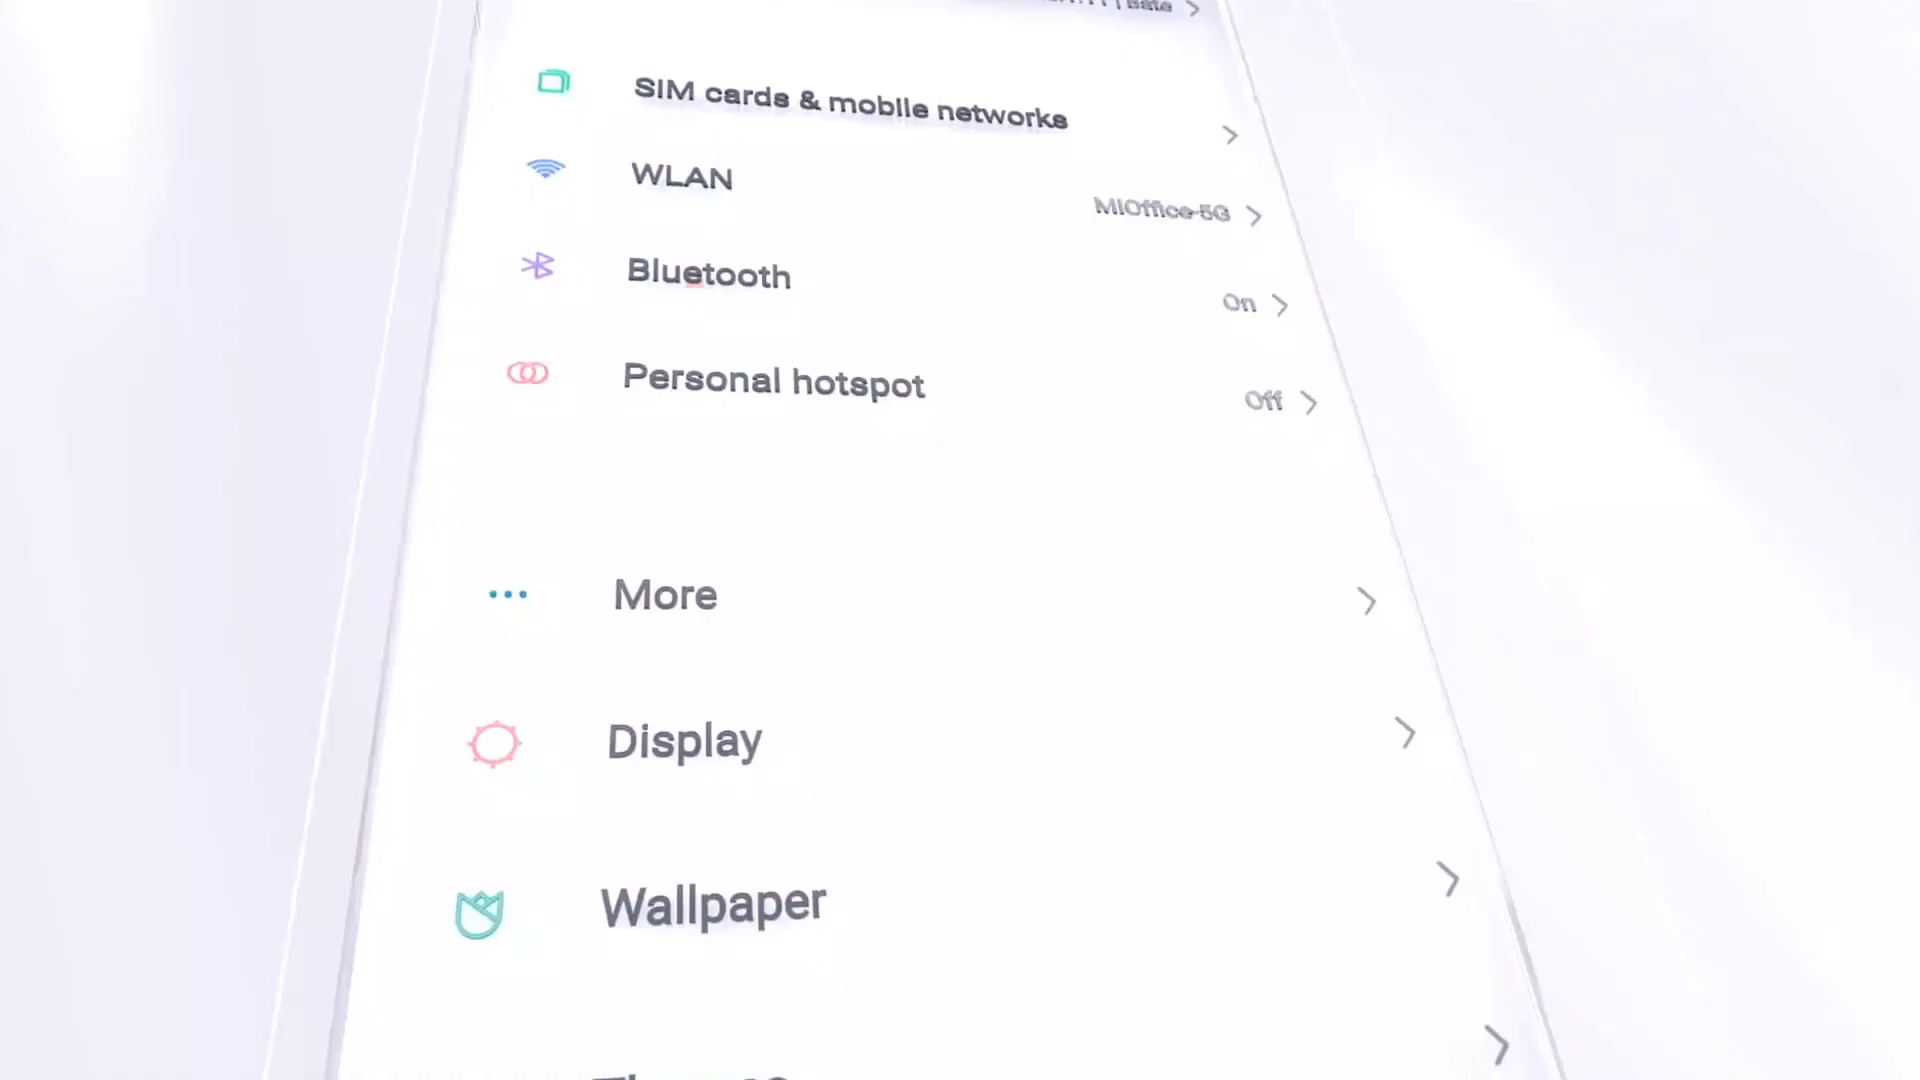 SIM cards & mobile networks
WLAN
MIOffice-5G
Bluetooth
On
Personal hotspot
Off
More
Display
Wallpaper